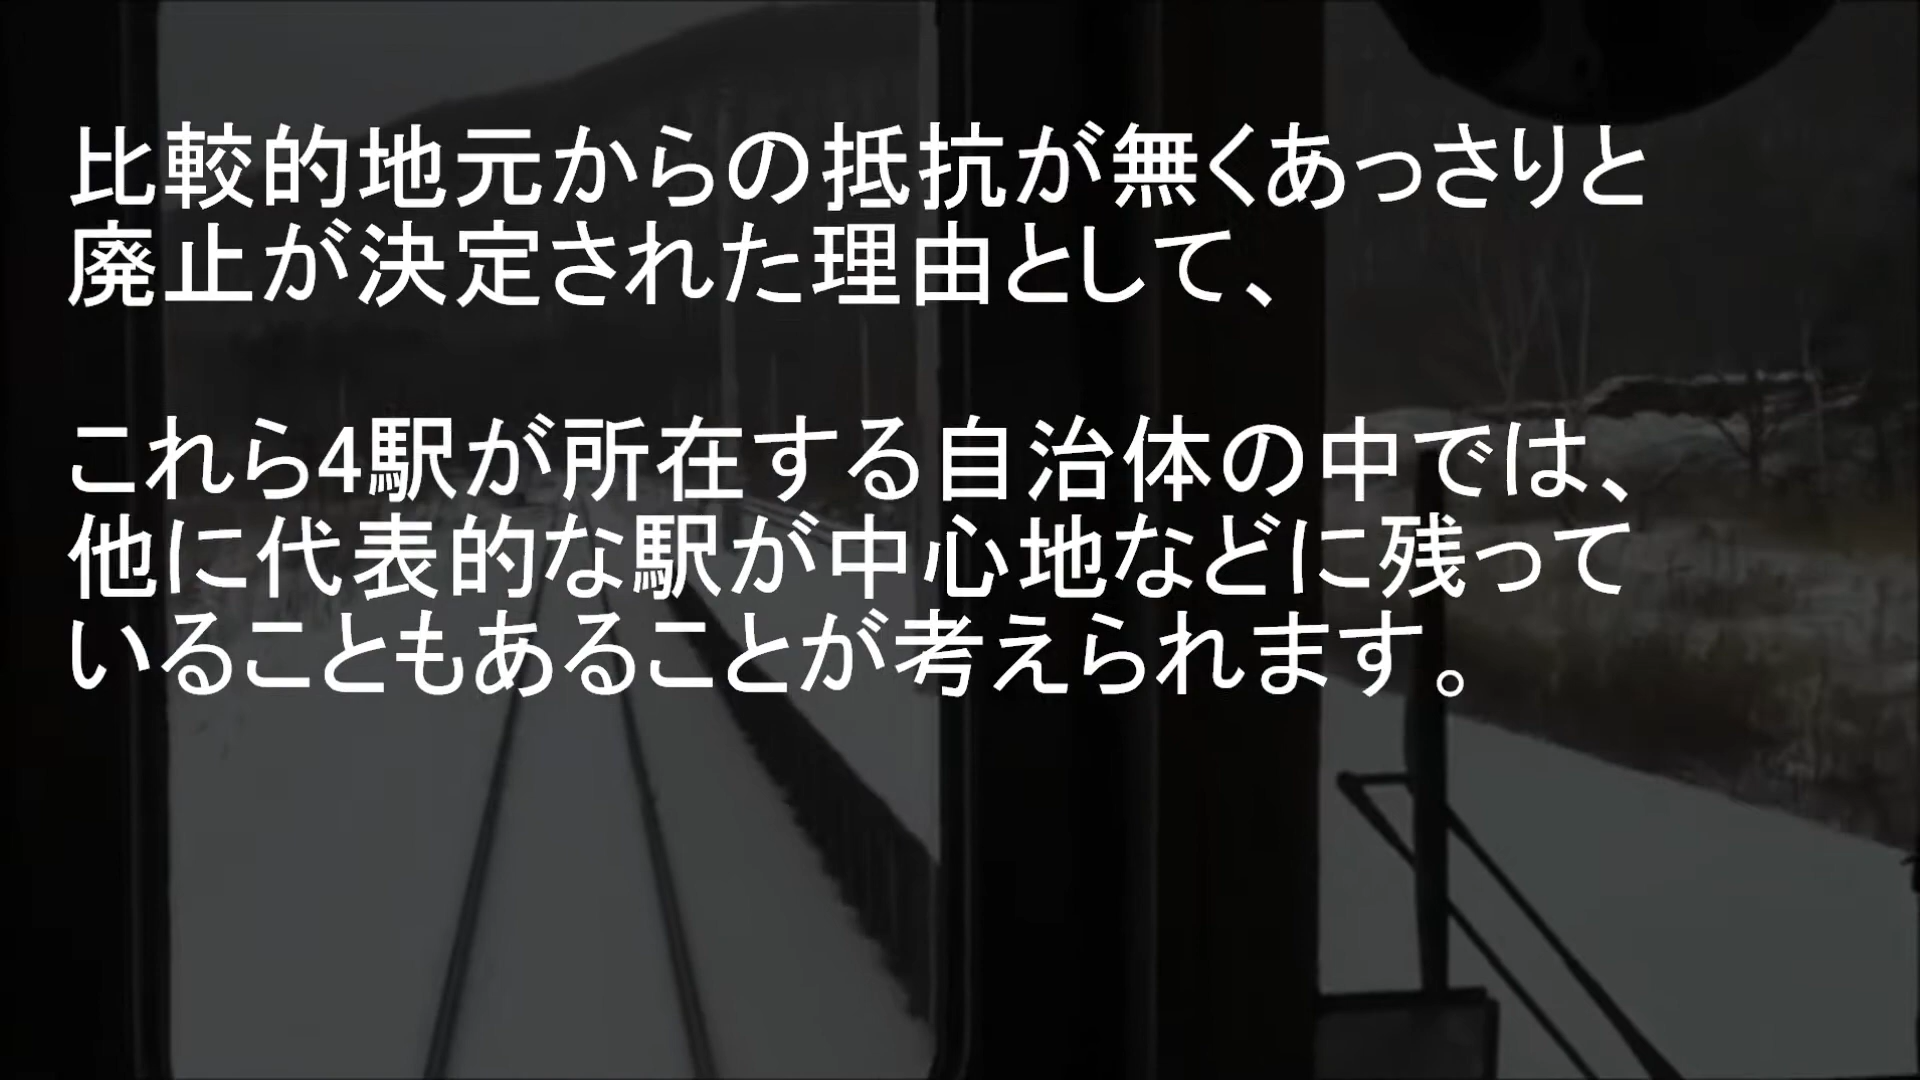 比較的地元からの抵抗が無くあっさりと
廃止が決定された理由として、
これら4駅が所在する自治体の中では、
他に代表的な駅が中心地などに残って
いることもあることが考えられます。